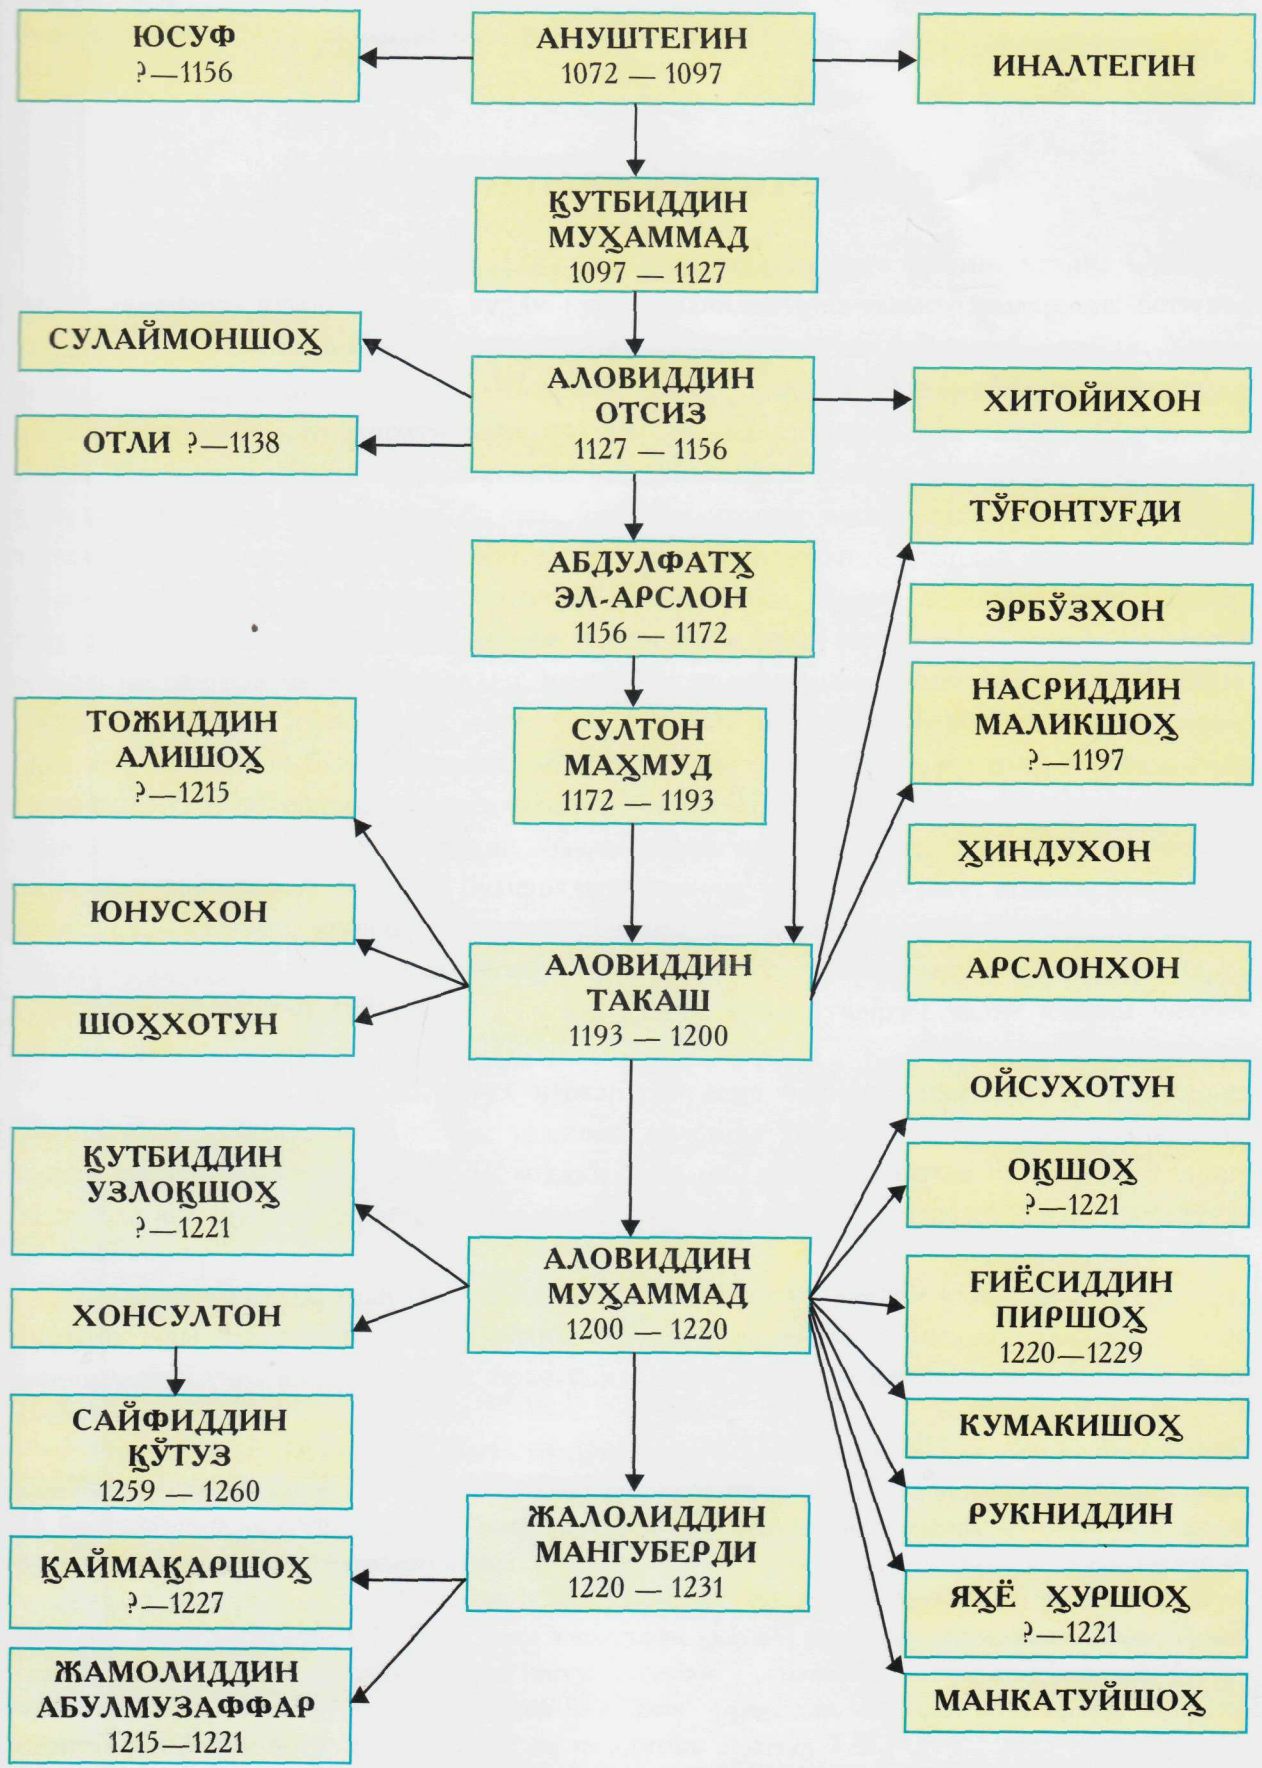 ЮСУФ
?—1156
АНУШТЕГИН
1072 — 1097
ИНАЛТЕГИН
ҚУТБИДДИН
МУҲАММАД
1097 — 1127
СУЛАЙМОНШОҲ
ОТЛИ ?—1138
АЛОВИДДИН
ОТСИЗ
1127 — 1156
ХИТОЙИХОН
АБДУЛФАТҲ
ЭЛ-АРСЛОН
1156 — 1172
ТЎҒОНТУҒДИ
ЭРБЎЗХОН
НАСРИДДИН
МАЛИКШОҲ
?—1197
ТОЖИДДИН
АЛИШОҲ
?—1215
СУЛТОН
МАҲМУД
1172 — 1193
ҲИНДУХОН
ЮНУСХОН
ШОҲХОТУН
АЛОВИДДИН
ТАКАШ
1193 — 1200
АРСЛОНХОН
ОЙСУХОТУН
ОҚШОҲ
?—1221
ҚУТБИДДИН
УЗЛОҚШОҲ
?—1221
ХОНСУЛТОН
АЛОВИДДИН
МУҲАММАД
1200 — 1220
ҒИЁСИДДИН
ПИРШОҲ
1220—1229
САЙФИДДИН
ҚЎТУЗ
1259 — 1260
КУМАКИШОҲ
РУКНИДДИН
ЖАЛОЛИДДИН
МАНГУБЕРДИ
1220 — 1231
ҚАЙМАҚАРШОҲ
?—1227
ЯҲЁ ҲУРШОҲ
?—1221
ЖАМОЛИДДИН
АБУЛМУЗАФФАР
1215—1221
МАНКАТУЙШОҲ